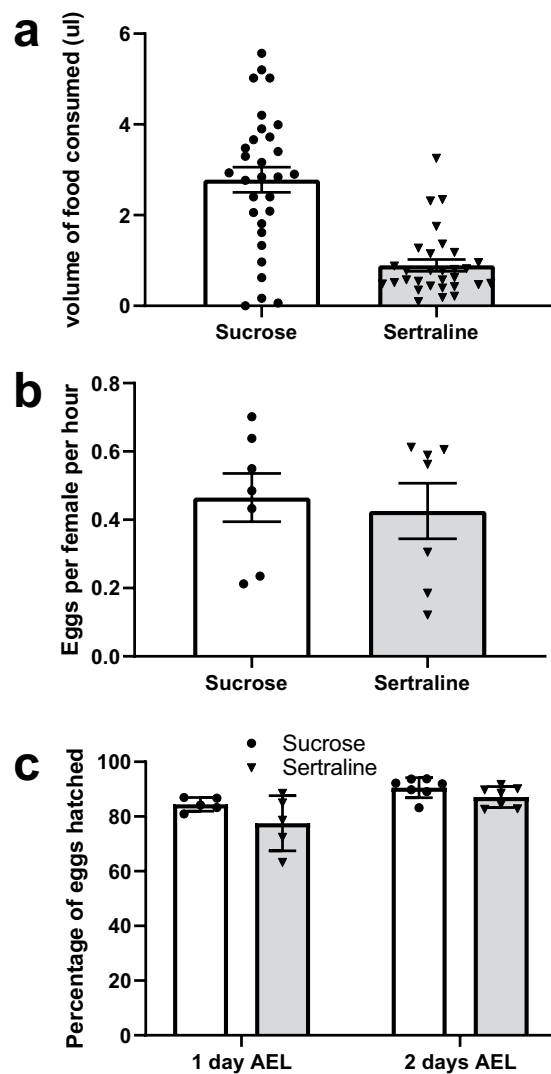 a
volume of food consumed (ul)
6
4
2
0
Sucrose
Sertraline
b
Eggs per female per hour
0.8
0.6
0.4
0.2
0.0
Sucrose
Sertraline
c
Sucrose
Sertraline
Percentage of eggs hatched
100
80
60
40
20
0
1 day AEL
2 days AEL